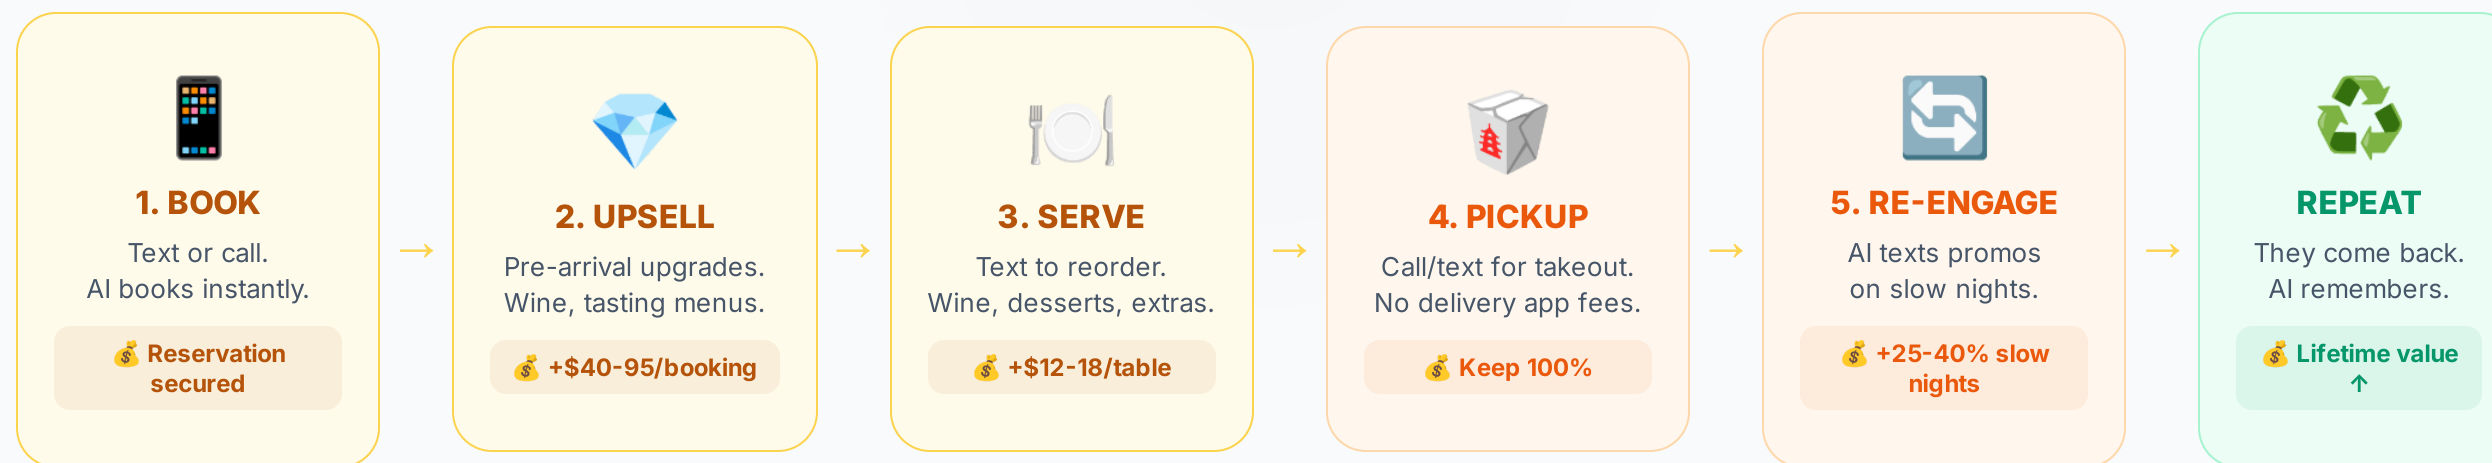 1. BOOK
Text or call.
AI books instantly.
💰 Reservation
secured
→
2. UPSELL
Pre-arrival upgrades.
Wine, tasting menus.
💰 +$40-95/booking
→
3. SERVE
Text to reorder.
Wine, desserts, extras.
💰 +$12-18/table
→
4. PICKUP
Call/text for takeout.
No delivery app fees.
💰 Keep 100%
→
5. RE-ENGAGE
AI texts promos
on slow nights.
💰 +25-40% slow
nights
→
REPEAT
They come back.
AI remembers.
💰 Lifetime value
↑